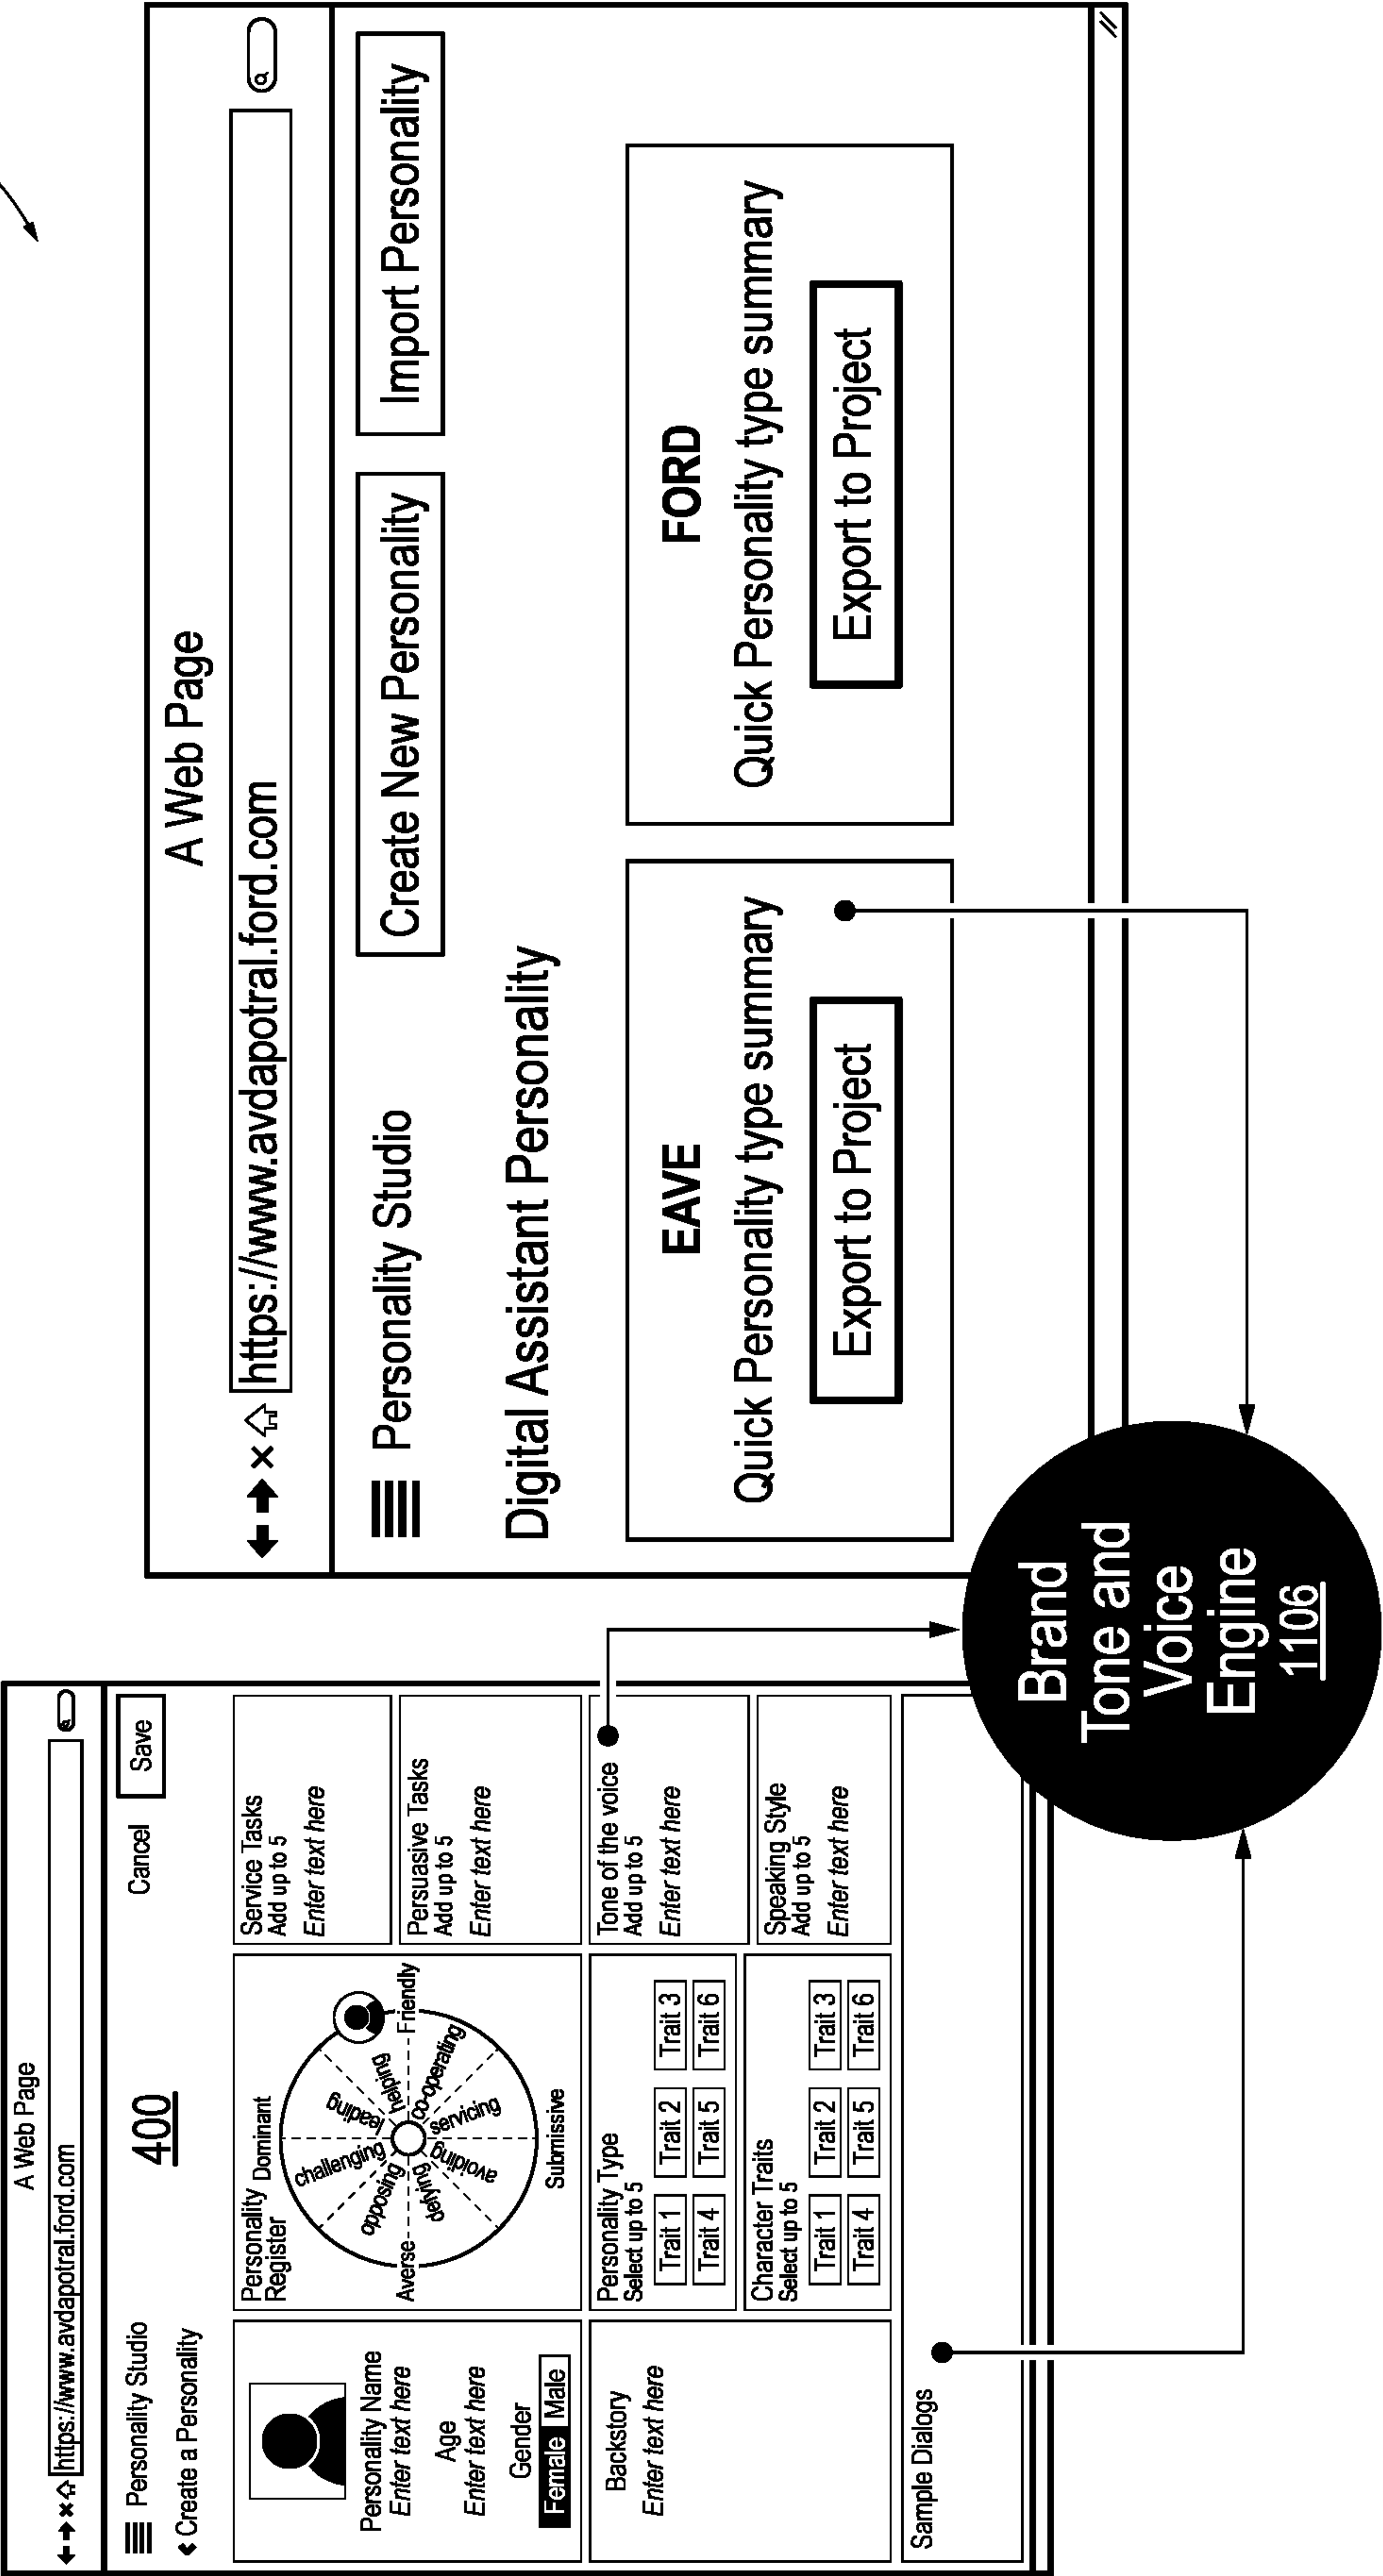 A Web Page
https://www.avdapotral.ford.com
Personality Studio
400
Cancel
Save
Create a Personality
Personality Name
Enter text here
Age
Enter text here
Gender
Female
Male
Personality
Register
Dominant
Friendly
Submissive
Averse
challenging
leading
helping
co-operating
servicing
avoiding
defying
opposing
Service Tasks
Add up to 5
Enter text here
Persuasive Tasks
Add up to 5
Enter text here
Backstory
Enter text here
Personality Type
Select up to 5
Trait 1 Trait 2 Trait 3
Trait 4 Trait 5 Trait 6
Character Traits
Select up to 5
Trait 1 Trait 2 Trait 3
Trait 4 Trait 5 Trait 6
Tone of the voice
Add up to 5
Enter text here
Speaking Style
Add up to 5
Enter text here
Sample Dialogs
A Web Page
https://www.avdapotral.ford.com
Personality Studio
Create New Personality
Import Personality
Digital Assistant Personality
EAVE
Quick Personality type summary
Export to Project
FORD
Quick Personality type summary
Export to Project
Brand
Tone and
Voice
Engine
1106